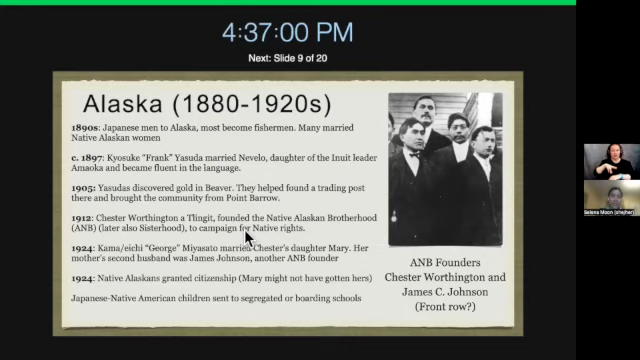 4:37:00 PM
Next: Slide 9 of 20
Alaska (1880-1920s)
1890s: Japanese men to Alaska, most become fishermen. Many married
Native Alaskan women
c. 1897: Kyosuke “Frank” Yasuda married Nevelo, daughter of the Inuit leader
Amaoka and became fluent in the language.
1905: Yasudas discovered gold in Beaver. They helped found a trading post
there and brought the community from Point Barrow.
1912: Chester Worthington a Tlingit, founded the Native Alaskan Brotherhood
(ANB) (later also Sisterhood), to campaign for Native rights.
1924: Kama/eichi “George” Miyasato married Chester's daughter Mary. Her
mother's second husband was James Johnson, another ANB founder
1924: Native Alaskans granted citizenship (Mary might not have gotten hers)
Japanese-Native American children sent to segregated or boarding schools
ANB Founders
Chester Worthington and
James C. Johnson
(Front row?)
Selena Moon (she/her)